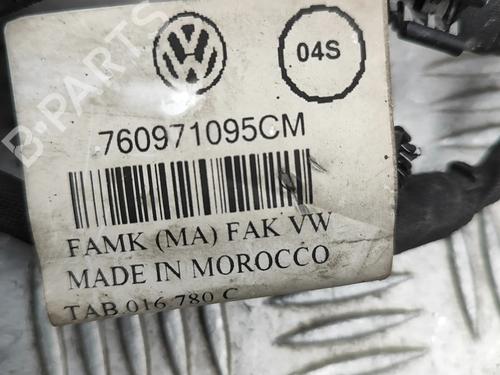 B-PARTS
04S
760971095CM
FAMK (MA) FAK VW
MADE IN MOROCCO
TAB 016 780 C